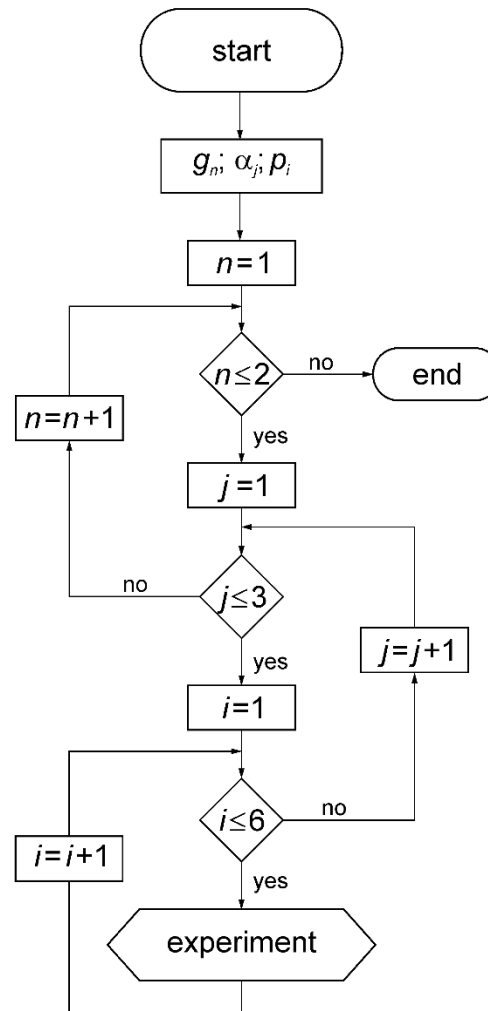 start
gₙ; αⱼ; pᵢ
n=1
n≤2
no
end
n=n+1
yes
j=1
no
j≤3
j=j+1
yes
i=1
i≤6
no
i=i+1
yes
experiment